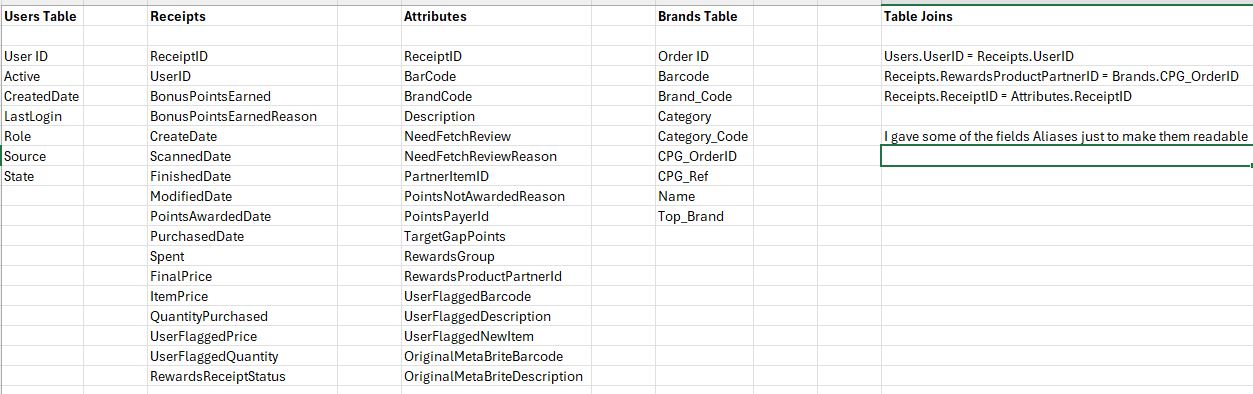 Users Table Receipts Attributes Brands Table Table Joins
User ID ReceiptID ReceiptID Order ID Users.UserID = Receipts.UserID
Active UserID BarCode Barcode Receipts.RewardsProductPartnerID = Brands.CPG_OrderID
CreatedDate BonusPointsEarned BrandCode Brand_Code Receipts.ReceiptID = Attributes.ReceiptID
LastLogin BonusPointsEarnedReason Description Category
Role CreateDate NeedFetchReview Category_Code I gave some of the fields Aliases just to make them readable
Source ScannedDate NeedFetchReviewReason CPG_OrderID
State FinishedDate PartnerItemID CPG_Ref
ModifiedDate PointsNotAwardedReason Name
PointsAwardedDate PointsPayerId Top_Brand
PurchasedDate TargetGapPoints
Spent RewardsGroup
FinalPrice RewardsProductPartnerId
ItemPrice UserFlaggedBarcode
QuantityPurchased UserFlaggedDescription
UserFlaggedPrice UserFlaggedNewItem
UserFlaggedQuantity OriginalMetaBriteBarcode
RewardsReceiptStatus OriginalMetaBriteDescription